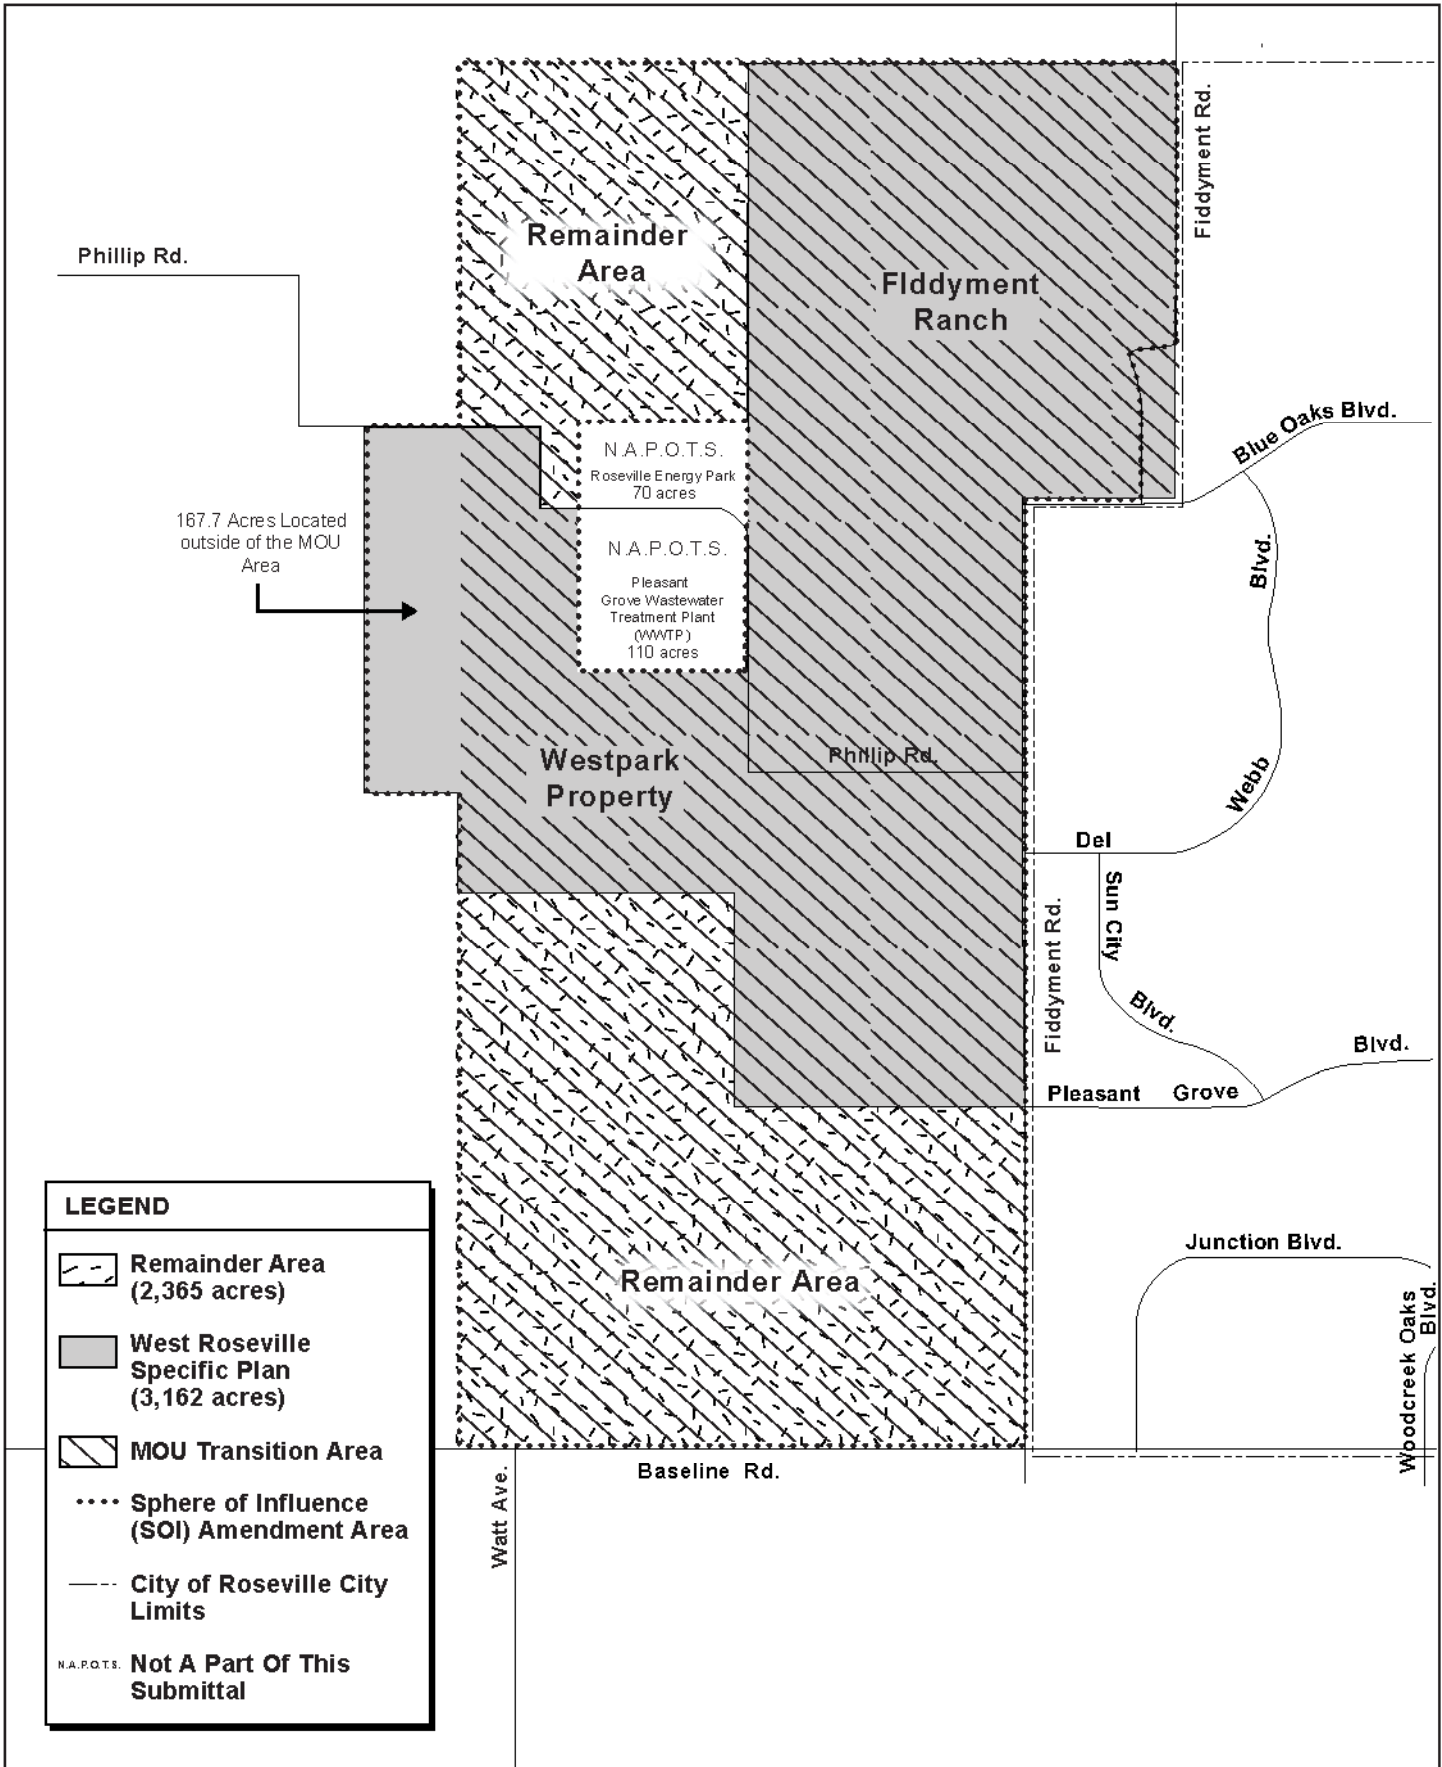 Fiddyment Rd.
Remainder
Area
Phillip Rd.
FIddyment
Ranch
Blue Oaks Blvd.
N.A.P.O.T.S.
Roseville Energy Park
70 acres
167.7 Acres Located
outside of the MOU
Area
N.A.P.O.T.S.
Pleasant
Grove Wastewater
Treatment Plant
(WWTP)
110 acres
Blvd.
Webb
Del
Westpark
Property
Phillip Rd.
Sun City
Blvd.
Fiddyment Rd.
Blvd.
Pleasant Grove
Remainder Area
Junction Blvd.
Woodcreek Oaks
Blvd.
Baseline Rd.
Watt Ave.
LEGEND
Remainder Area
(2,365 acres)
West Roseville
Specific Plan
(3,162 acres)
MOU Transition Area
Sphere of Influence
(SOI) Amendment Area
City of Roseville City
Limits
N.A.P.O.T.S. Not A Part Of This
Submittal